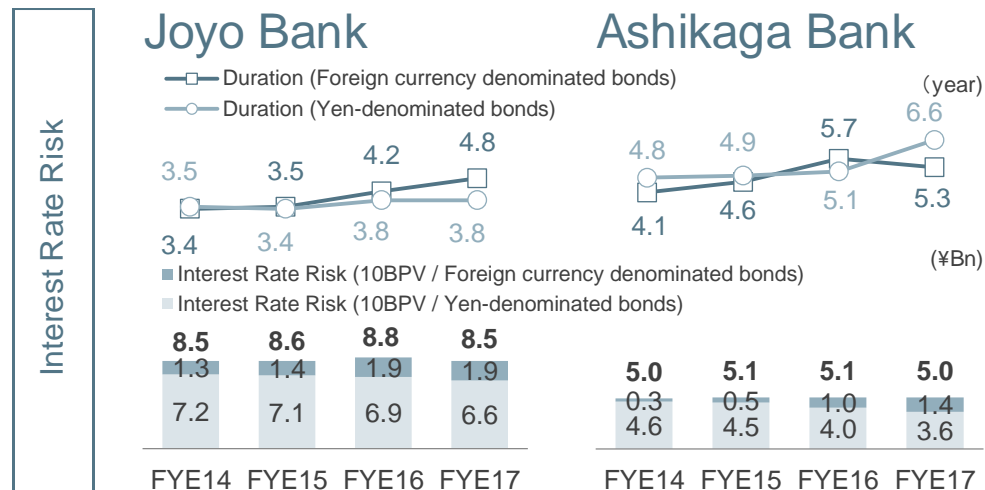 Interest Rate Risk
Joyo Bank
Ashikaga Bank
Duration (Foreign currency denominated bonds)
Duration (Yen-denominated bonds)
(year)
3.5 3.5 4.2 4.8
3.4 3.4 3.8 3.8
4.8 4.9 5.7 6.6
4.1 4.6 5.1 5.3
(¥Bn)
Interest Rate Risk (10BPV / Foreign currency denominated bonds)
Interest Rate Risk (10BPV / Yen-denominated bonds)
8.5 8.6 8.8 8.5
1.3 1.4 1.9 1.9
7.2 7.1 6.9 6.6
FYE14 FYE15 FYE16 FYE17
5.0 5.1 5.1 5.0
0.3 0.5 1.0 1.4
4.6 4.5 4.0 3.6
FYE14 FYE15 FYE16 FYE17